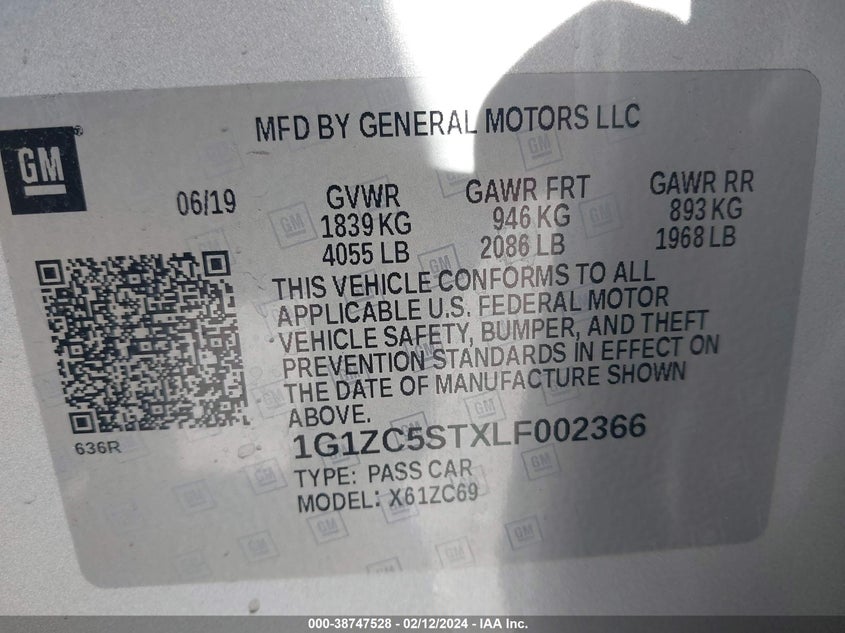 MFD BY GENERAL MOTORS LLC
GM
06/19
GVWR
1839 KG
4055 LB
GAWR FRT
946 KG
2086 LB
GAWR RR
893 KG
1968 LB
THIS VEHICLE CONFORMS TO ALL
APPLICABLE U.S. FEDERAL MOTOR
VEHICLE SAFETY, BUMPER, AND THEFT
PREVENTION STANDARDS IN EFFECT ON
THE DATE OF MANUFACTURE SHOWN
ABOVE.
636R
1G1ZC5STXLF002366
TYPE: PASS CAR
MODEL: X61ZC69
000-38747528 - 02/12/2024 - IAA Inc.